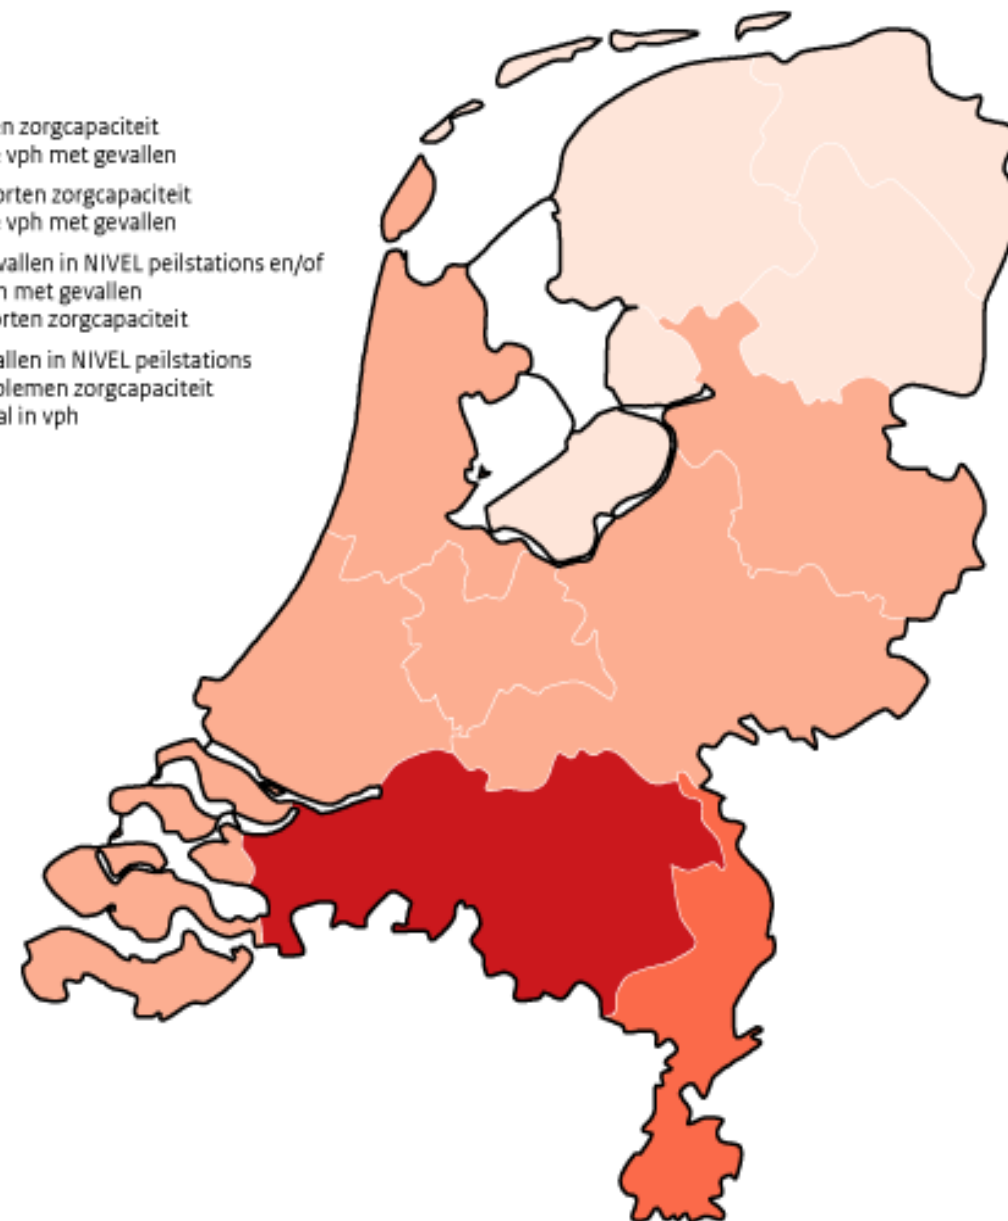 en zorgcapaciteit
vph met gevallen
orten zorgcapaciteit
vph met gevallen
vallen in NIVEL peilstations en/of
met gevallen
orten zorgcapaciteit
allen in NIVEL peilstations
blemen zorgcapaciteit
al in vph